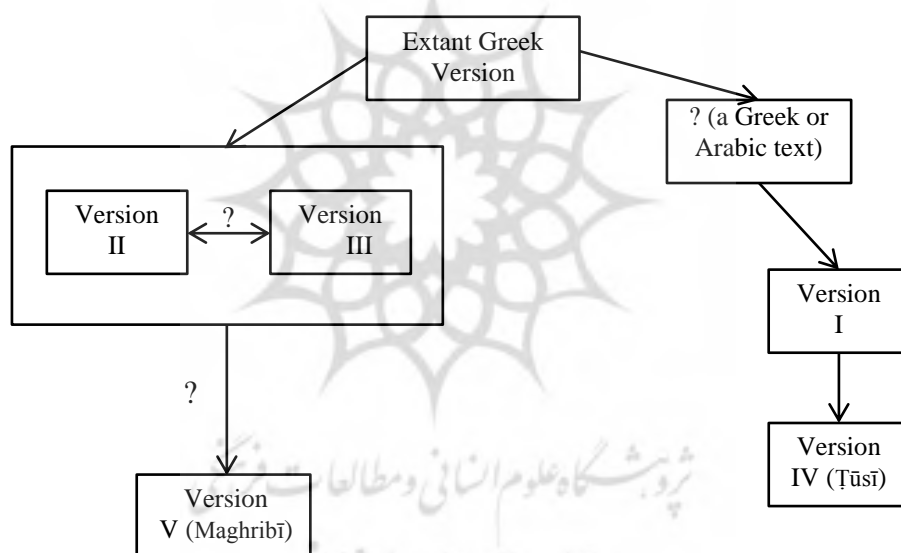 Extant Greek
Version
? (a Greek or
Arabic text)
Version
II
?
Version
III
Version
I
?
Version
IV (Ṭūsī)
Version
V (Maghribī)
پژوهشگاه علوم انسانی و مطالعات فرهنگی